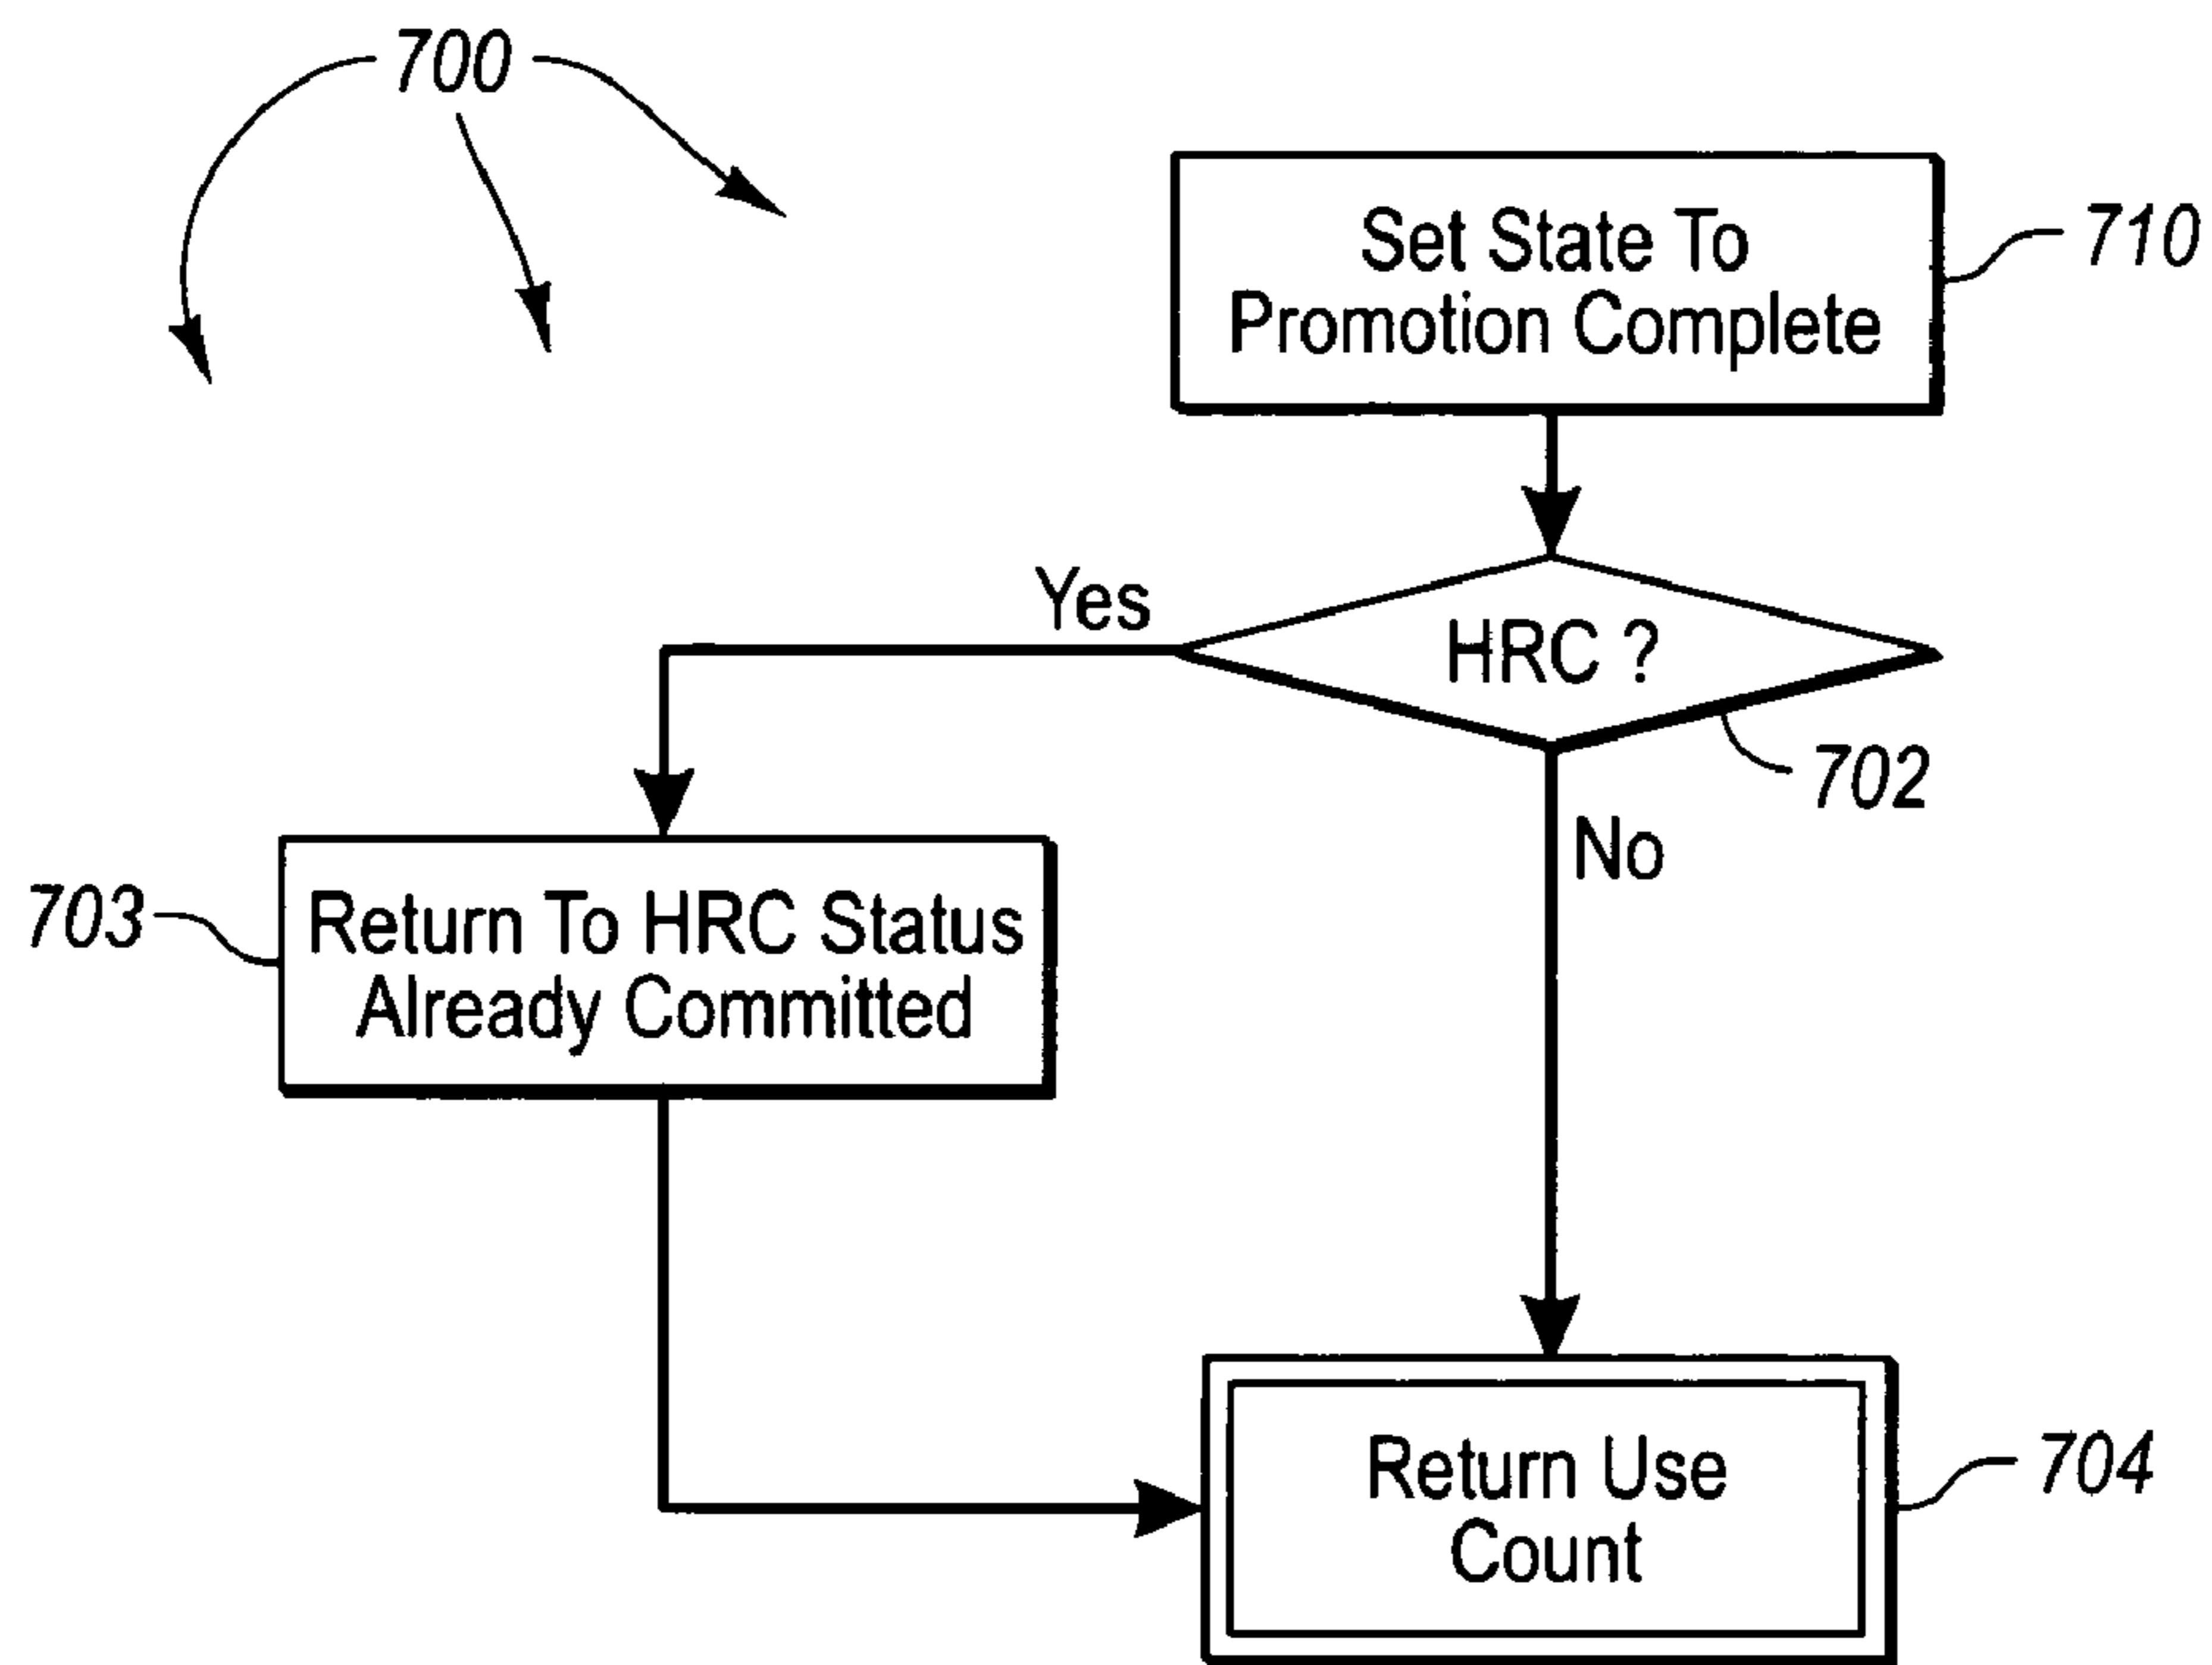 700
Set State To
Promotion Complete
710
Yes
HRC ?
702
No
703
Return To HRC Status
Already Committed
Return Use
Count
704